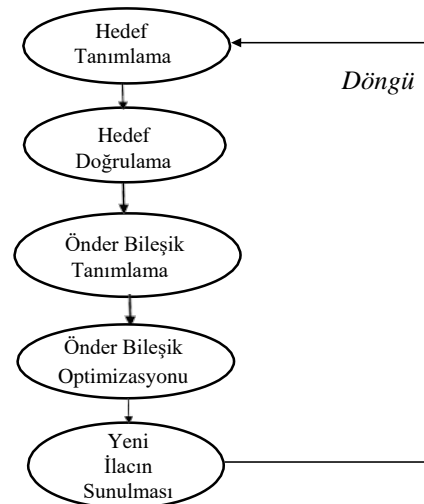 Hedef
Tanımlama
Döngü
Hedef
Doğrulama
Önder Bileşik
Tanımlama
Önder Bileşik
Optimizasyonu
Yeni
İlacın
Sunulması